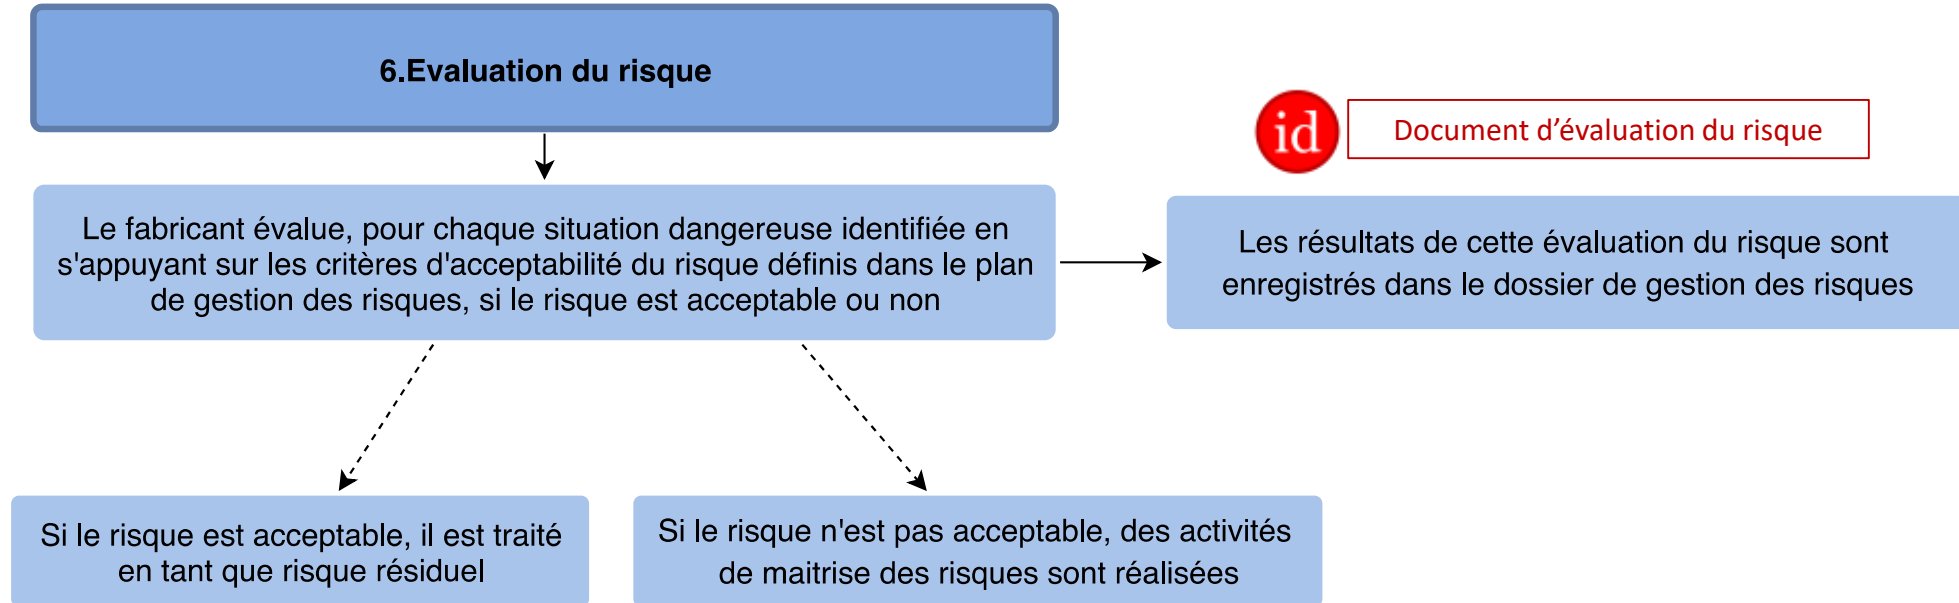 6.Evaluation du risque
id
Document d’évaluation du risque
Le fabricant évalue, pour chaque situation dangereuse identifiée en
s'appuyant sur les critères d'acceptabilité du risque définis dans le plan
de gestion des risques, si le risque est acceptable ou non
Les résultats de cette évaluation du risque sont
enregistrés dans le dossier de gestion des risques
Si le risque est acceptable, il est traité
en tant que risque résiduel
Si le risque n'est pas acceptable, des activités
de maitrise des risques sont réalisées